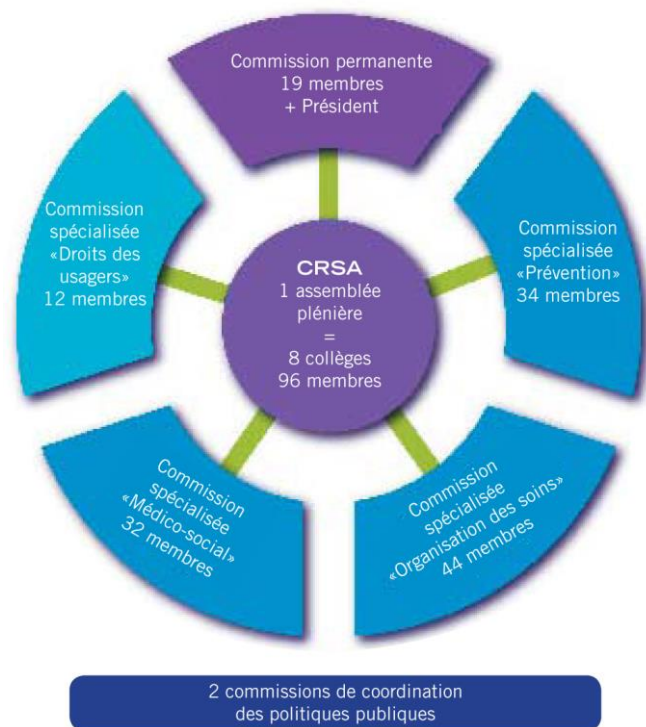 Commission permanente
19 membres
+ Président
Commission
spécialisée
«Droits des
usagers»
12 membres
Commission
spécialisée
«Prévention»
34 membres
CRSA
1 assemblée
plénière
=
8 collèges
96 membres
Commission
spécialisée
«Médico-social»
32 membres
Commission
spécialisée
«Organisation des soins»
44 membres
2 commissions de coordination
des politiques publiques